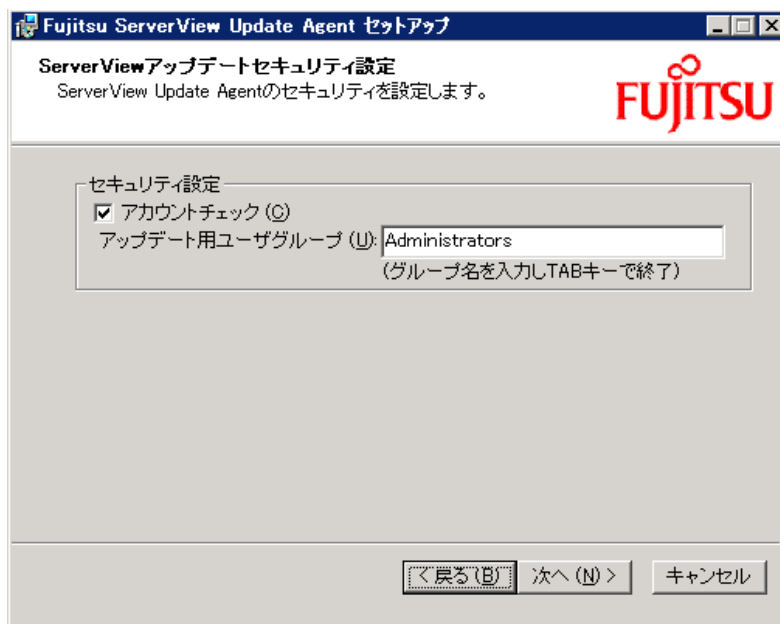 Fujitsu ServerView Update Agent セットアップ
ServerViewアップデートセキュリティ設定
ServerView Update Agentのセキュリティを設定します。
FUJITSU
セキュリティ設定
アカウントチェック(C)
アップデート用ユーザグループ(U): Administrators
(グループ名を入力しTABキーで終了)
< 戻る(B) 次へ(N) > キャンセル